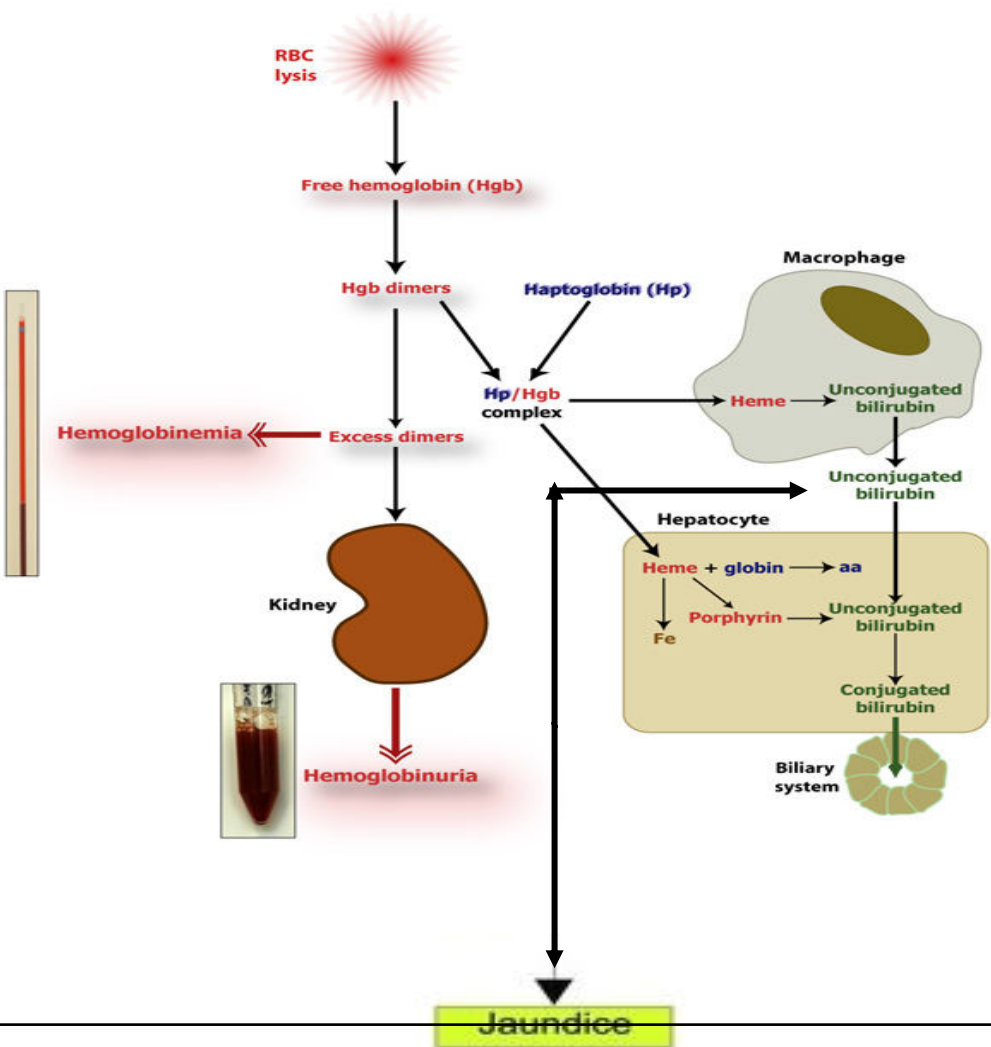 RBC
lysis
Free hemoglobin (Hgb)
Hgb dimers
Haptoglobin (Hp)
Macrophage
Hp/Hgb
complex
Heme
Unconjugated
bilirubin
Hemoglobinemia
Excess dimers
Unconjugated
bilirubin
Hepatocyte
Heme + globin
aa
Kidney
Porphyrin
Fe
Unconjugated
bilirubin
Conjugated
bilirubin
Hemoglobinuria
Biliary
system
Jaundice